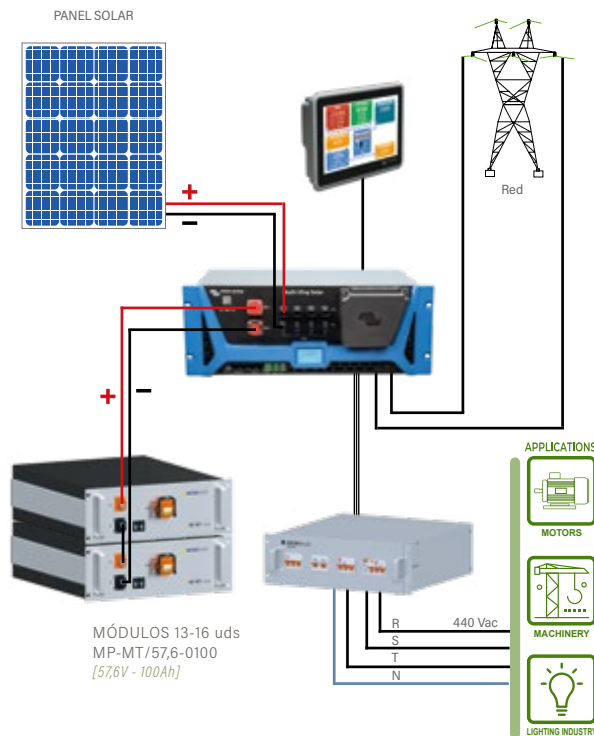 PANEL SOLAR
Red
APPLICATIONS
MOTORS
MACHINERY
LIGHTING INDUSTRY
R
440 Vac
S
T
N
+
–
+
–
MÓDULOS 13-16 uds
MP-MT/57,6-0100
[57,6V - 100Ah]